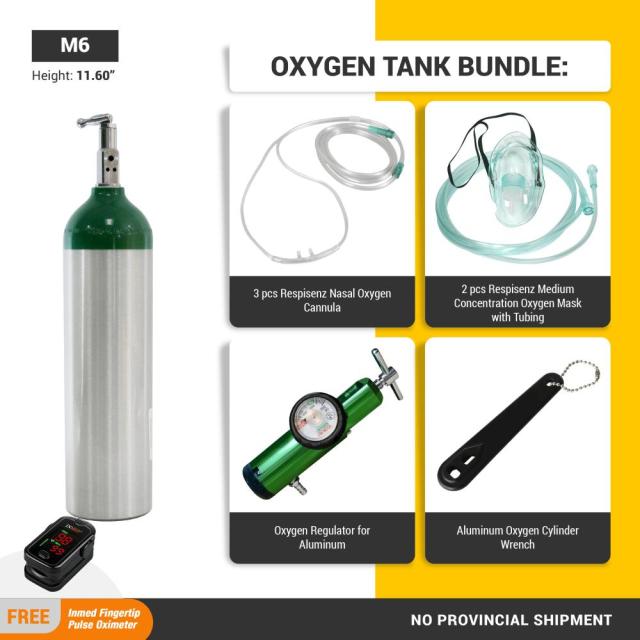 M6
Height: 11.60"
OXYGEN TANK BUNDLE:
3 pcs Respisenz Nasal Oxygen
Cannula
2 pcs Respisenz Medium
Concentration Oxygen Mask
with Tubing
Oxygen Regulator for
Aluminum
Aluminum Oxygen Cylinder
Wrench
FREE
Inmed Fingertip
Pulse Oximeter
NO PROVINCIAL SHIPMENT